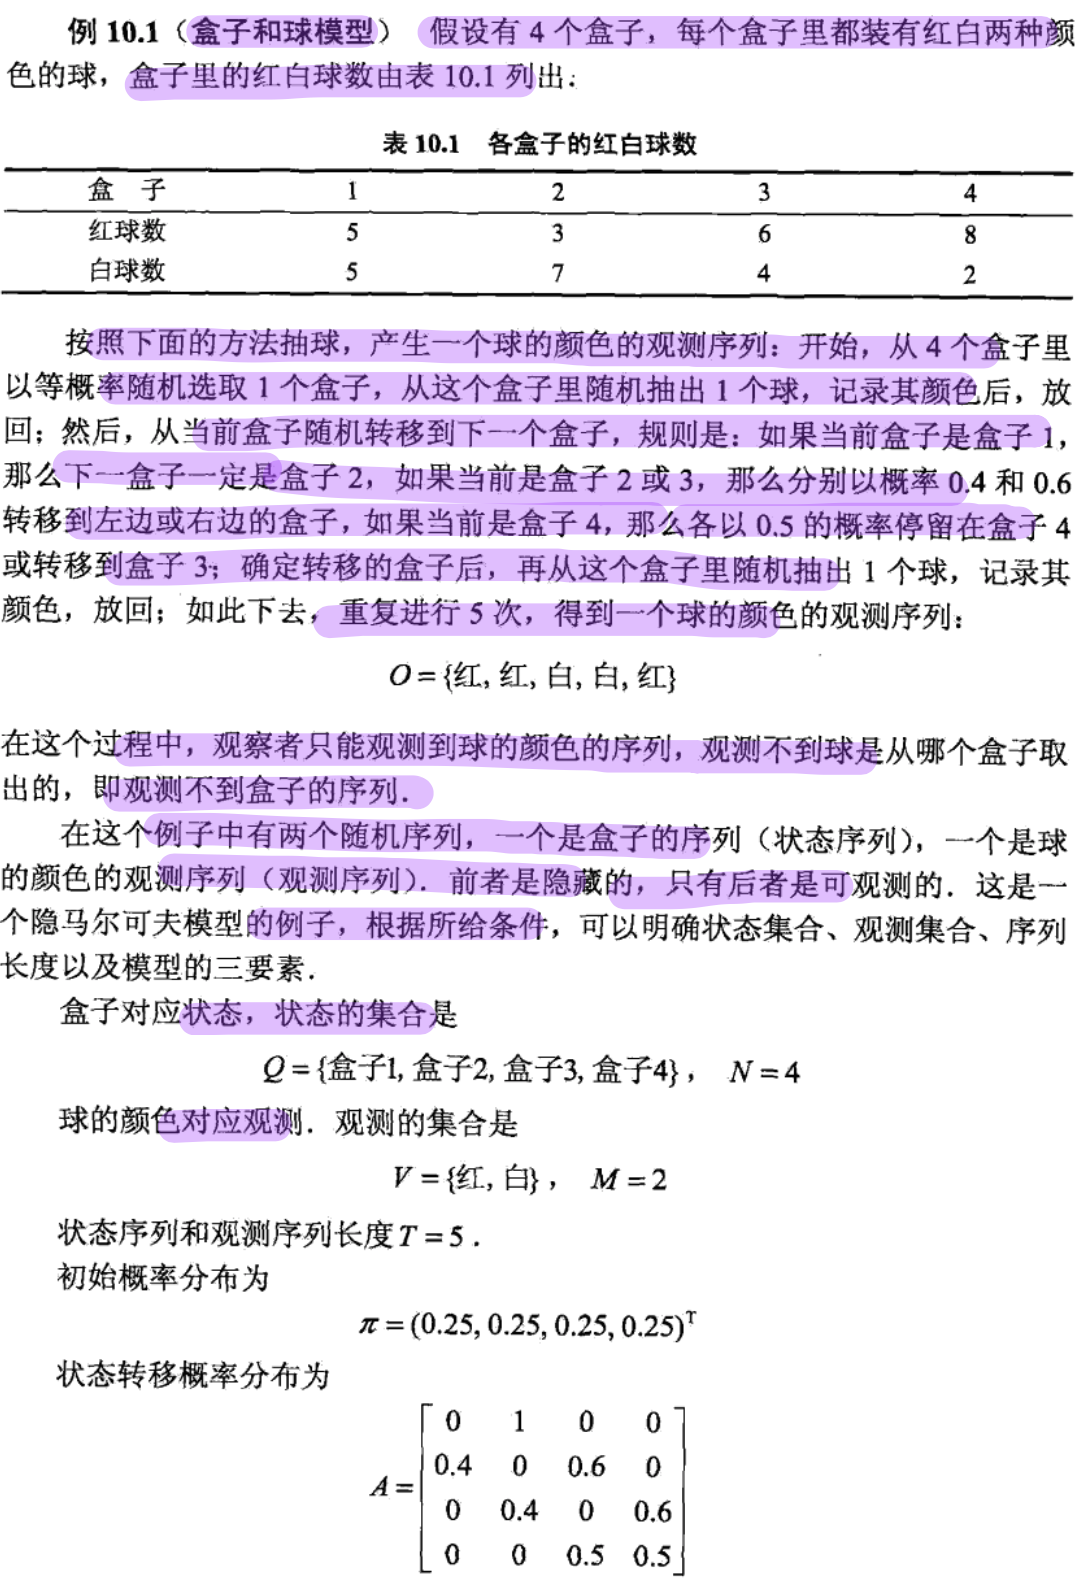 例 10.1（盒子和球模型） 假设有 4 个盒子，每个盒子里都装有红白两种颜
色的球，盒子里的红白球数由表 10.1 列出：
表 10.1 各盒子的红白球数
盒 子 1 2 3 4
红球数 5 3 6 8
白球数 5 7 4 2
按照下面的方法抽球，产生一个球的颜色的观测序列：开始，从 4 个盒子里
以等概率随机选取 1 个盒子，从这个盒子里随机抽出 1 个球，记录其颜色后，放
回；然后，从当前盒子随机转移到下一个盒子，规则是：如果当前盒子是盒子 1，
那么下一盒子一定是盒子 2，如果当前是盒子 2 或 3，那么分别以概率 0.4 和 0.6
转移到左边或右边的盒子，如果当前是盒子 4，那么各以 0.5 的概率停留在盒子 4
或转移到盒子 3；确定转移的盒子后，再从这个盒子里随机抽出 1 个球，记录其
颜色，放回；如此下去，重复进行 5 次，得到一个球的颜色的观测序列：
O = {红, 红, 白, 白, 红}
在这个过程中，观察者只能观测到球的颜色的序列，观测不到球是从哪个盒子取
出的，即观测不到盒子的序列．
在这个例子中有两个随机序列，一个是盒子的序列（状态序列），一个是球
的颜色的观测序列（观测序列）．前者是隐藏的，只有后者是可观测的．这是一
个隐马尔可夫模型的例子，根据所给条件，可以明确状态集合、观测集合、序列
长度以及模型的三要素．
盒子对应状态，状态的集合是
Q = {盒子1, 盒子2, 盒子3, 盒子4}， N = 4
球的颜色对应观测．观测的集合是
V = {红, 白}， M = 2
状态序列和观测序列长度 T = 5．
初始概率分布为
π = (0.25, 0.25, 0.25, 0.25)ᵀ
状态转移概率分布为
0 1 0 0
0.4 0 0.6 0
A =
0 0.4 0 0.6
0 0 0.5 0.5